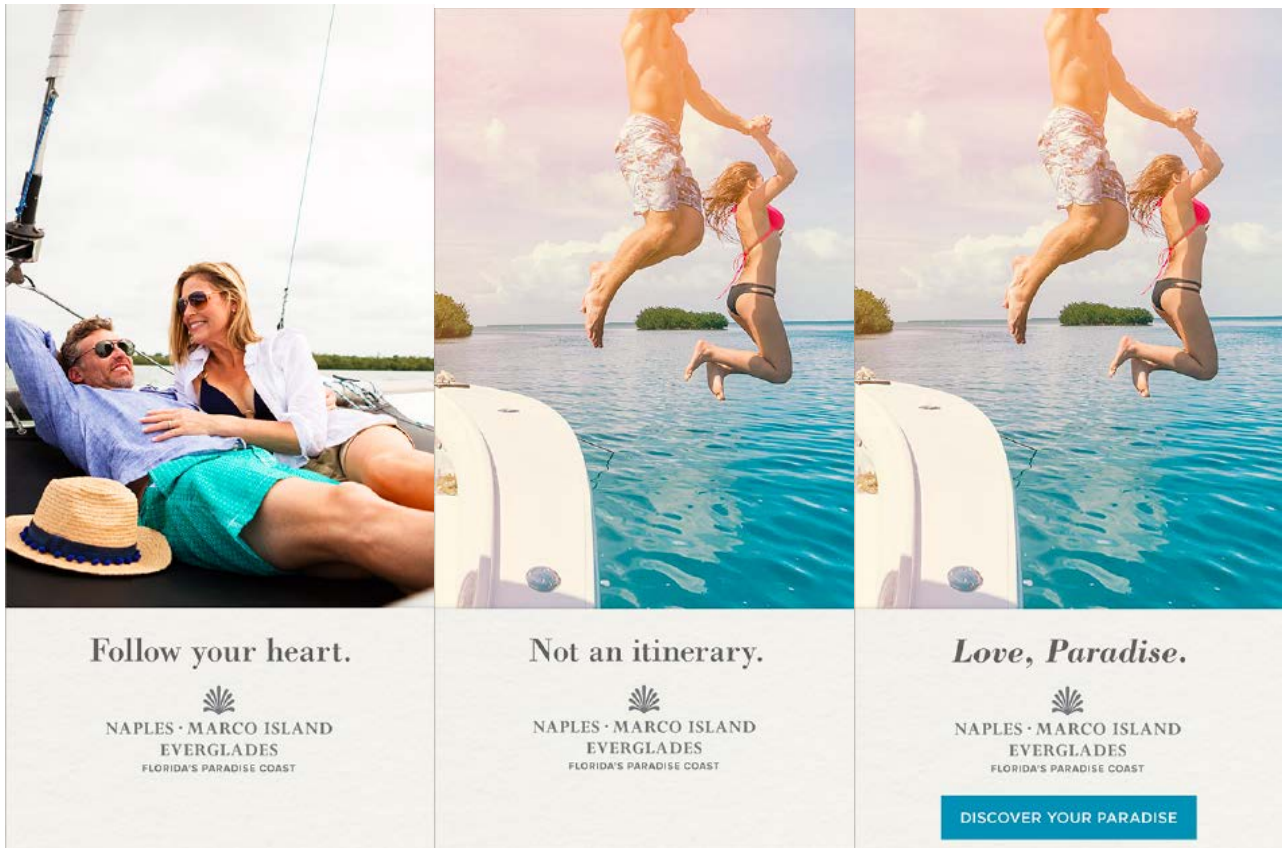 Follow your heart.
NAPLES · MARCO ISLAND
EVERGLADES
FLORIDA'S PARADISE COAST
Not an itinerary.
NAPLES · MARCO ISLAND
EVERGLADES
FLORIDA'S PARADISE COAST
Love, Paradise.
NAPLES · MARCO ISLAND
EVERGLADES
FLORIDA'S PARADISE COAST
DISCOVER YOUR PARADISE